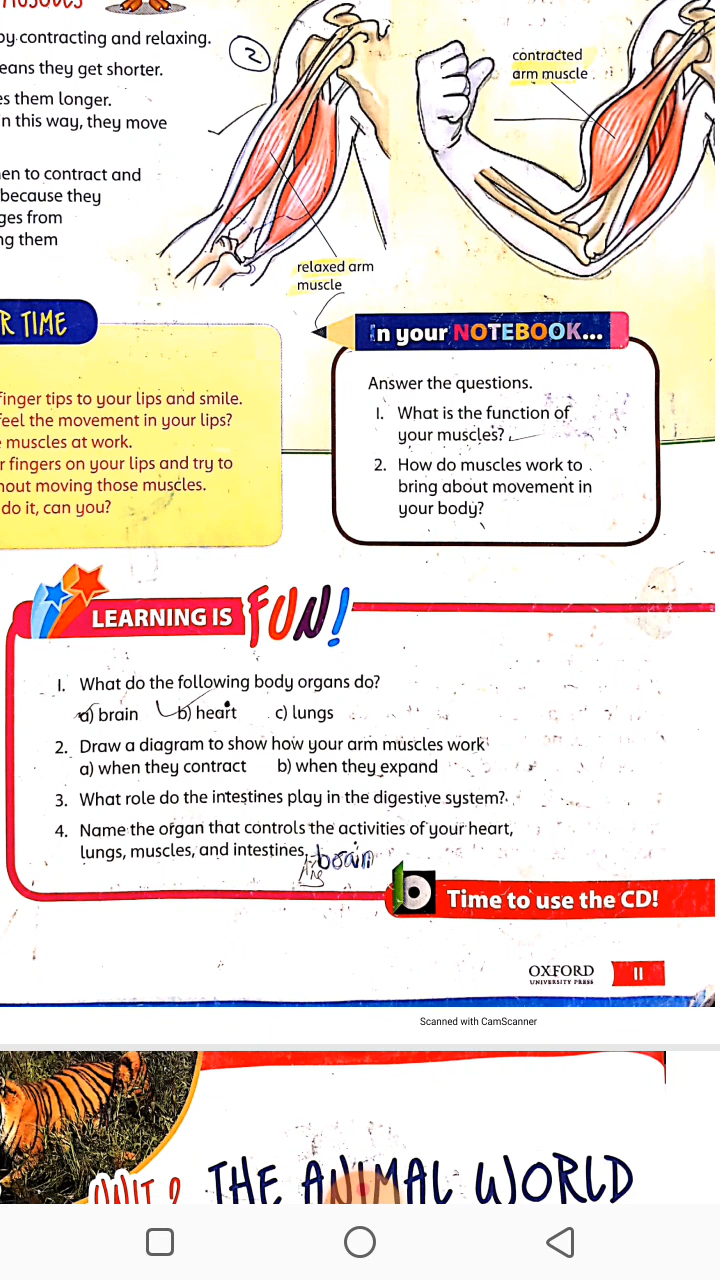 by contracting and relaxing.
eans they get shorter.
es them longer.
n this way, they move
en to contract and
because they
ges from
ng them
2
contracted
arm muscle
relaxed arm
muscle
R TIME
finger tips to your lips and smile.
feel the movement in your lips?
muscles at work.
r fingers on your lips and try to
hout moving those muscles.
do it, can you?
In your NOTEBOOK...
Answer the questions.
1. What is the function of
your muscles?
2. How do muscles work to
bring about movement in
your body?
LEARNING IS FUN!
1. What do the following body organs do?
a) brain b) heart c) lungs
2. Draw a diagram to show how your arm muscles work
a) when they contract b) when they expand
3. What role do the intestines play in the digestive system?
4. Name the organ that controls the activities of your heart,
lungs, muscles, and intestines.
Ans brain
Time to use the CD!
OXFORD
UNIVERSITY PRESS
11
Scanned with CamScanner
UNIT 2 THE ANIMAL WORLD